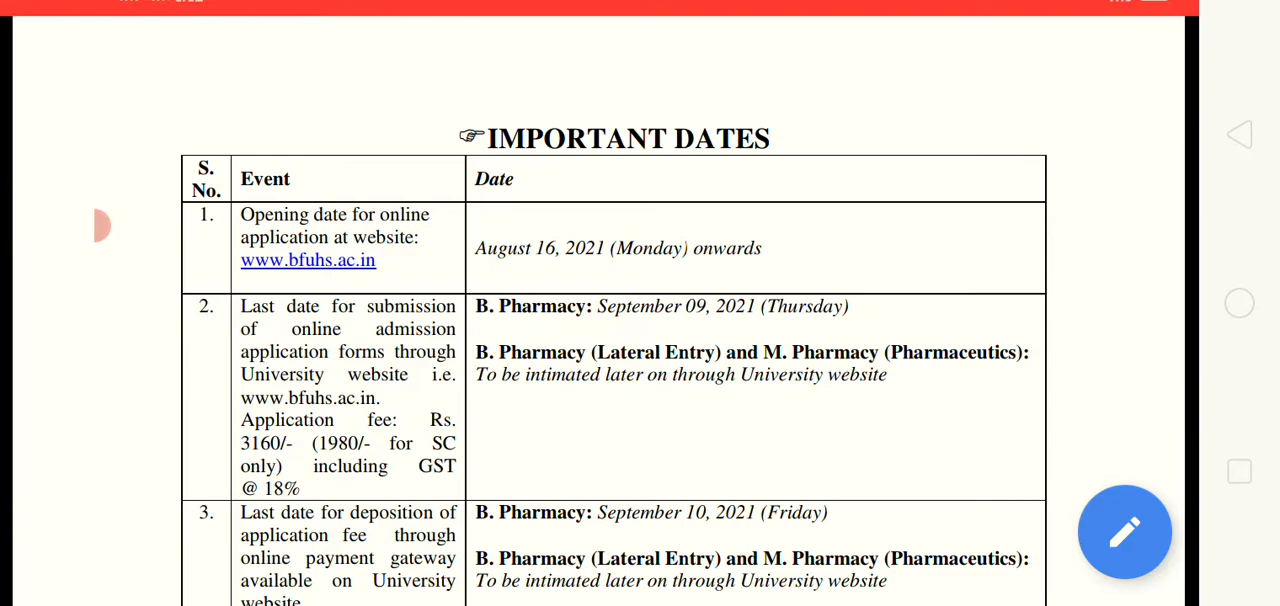 ☞IMPORTANT DATES
S. No.
Event
Date
1.
Opening date for online
application at website:
www.bfuhs.ac.in
August 16, 2021 (Monday) onwards
2.
Last date for submission
of online admission
application forms through
University website i.e.
www.bfuhs.ac.in.
Application fee: Rs.
3160/- (1980/- for SC
only) including GST
@ 18%
B. Pharmacy: September 09, 2021 (Thursday)
B. Pharmacy (Lateral Entry) and M. Pharmacy (Pharmaceutics):
To be intimated later on through University website
3.
Last date for deposition of
application fee through
online payment gateway
available on University
website
B. Pharmacy: September 10, 2021 (Friday)
B. Pharmacy (Lateral Entry) and M. Pharmacy (Pharmaceutics):
To be intimated later on through University website